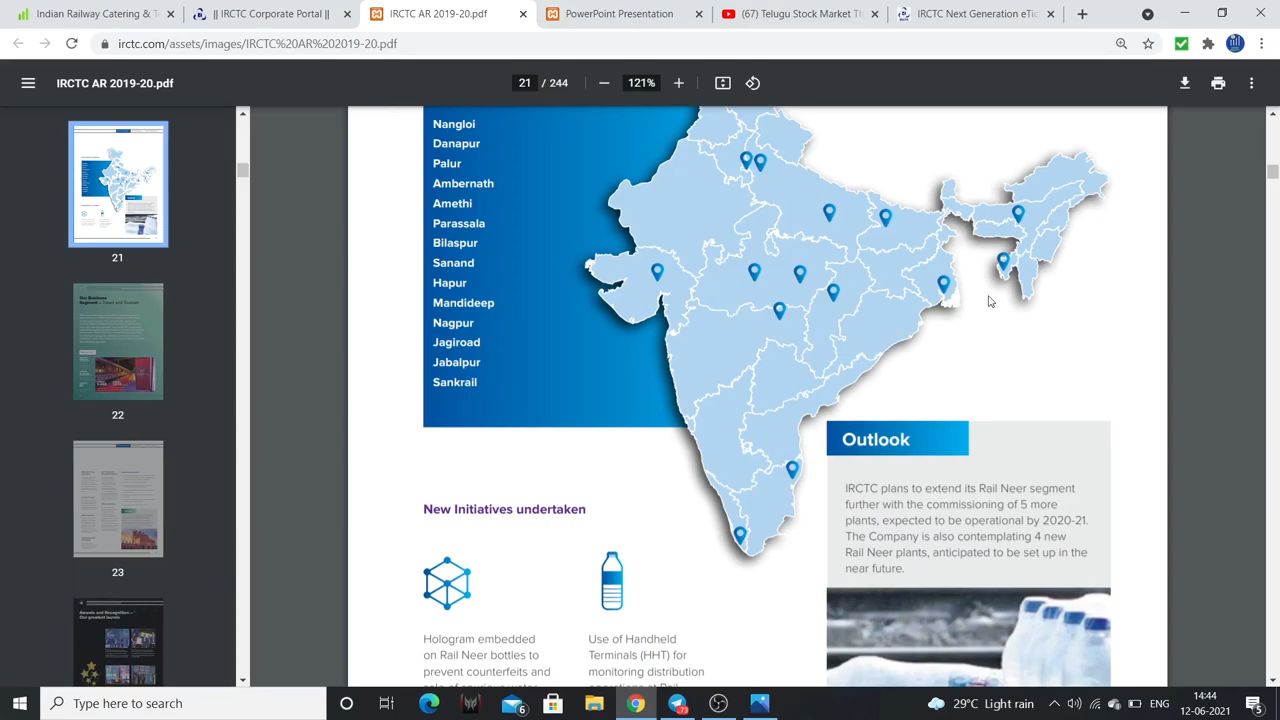 Indian Railway Catering & T
|| IRCTC Corporate Portal ||
IRCTC AR 2019-20.pdf
PowerPoint Presentation
(67) Telugu Stock Market Th
IRCTC Next Generation eTic
irctc.com/assets/images/IRCTC%20AR%202019-20.pdf
IRCTC AR 2019-20.pdf
21 / 244
121%
21
22
23
Nangloi
Danapur
Palur
Ambernath
Amethi
Parassala
Bilaspur
Sanand
Hapur
Mandideep
Nagpur
Jagiroad
Jabalpur
Sankrail
New Initiatives undertaken
Hologram embedded
on Rail Neer bottles to
prevent counterfeits and
Use of Handheld
Terminals (HHT) for
monitoring distribution
Outlook
IRCTC plans to extend its Rail Neer segment
further with the commissioning of 5 more
plants, expected to be operational by 2020-21.
The Company is also contemplating 4 new
Rail Neer plants, anticipated to be set up in the
near future.
Type here to search
6
73
29°C Light rain
ENG
14:44
12-06-2021
5